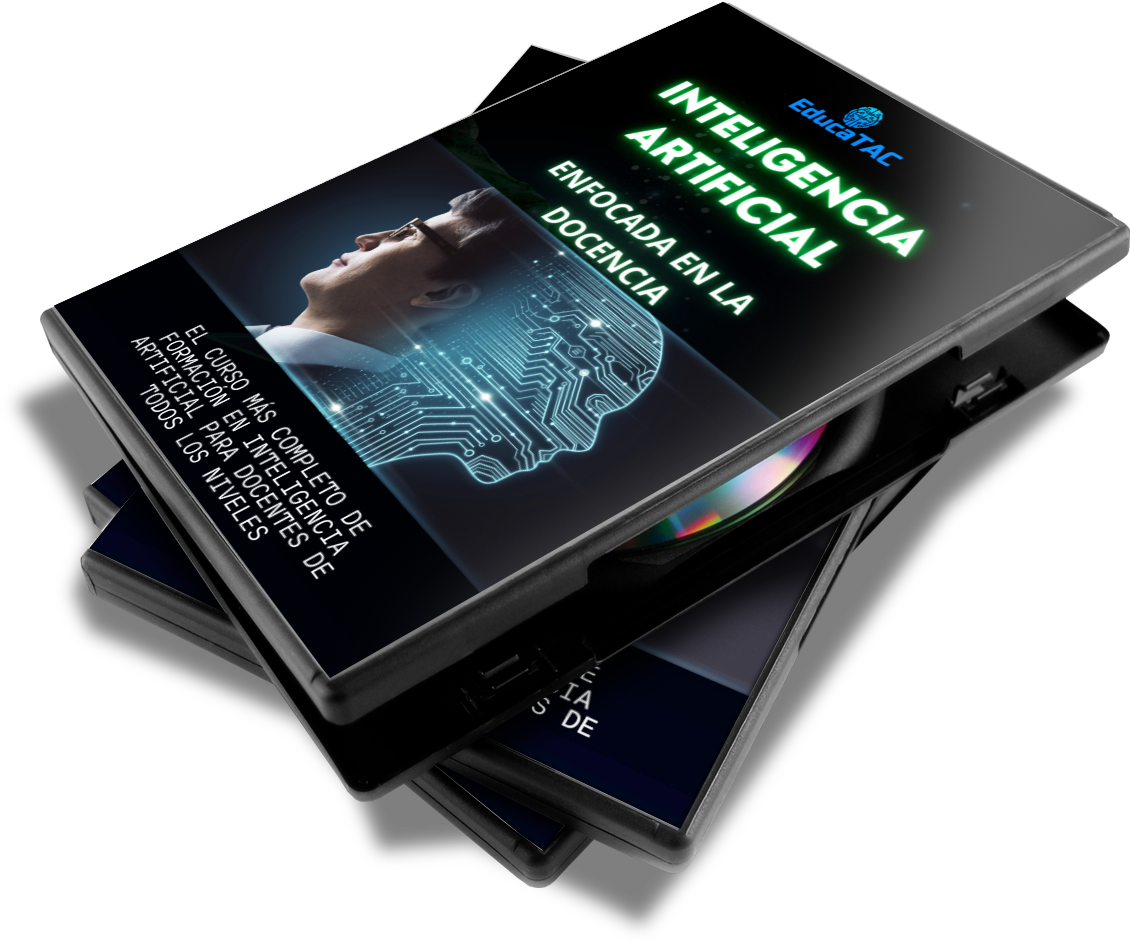 EducaTAC
INTELIGENCIA
ARTIFICIAL
ENFOCADA EN LA
DOCENCIA
EL CURSO MÁS COMPLETO DE
FORMACIÓN EN INTELIGENCIA
ARTIFICIAL PARA DOCENTES DE
TODOS LOS NIVELES
DE